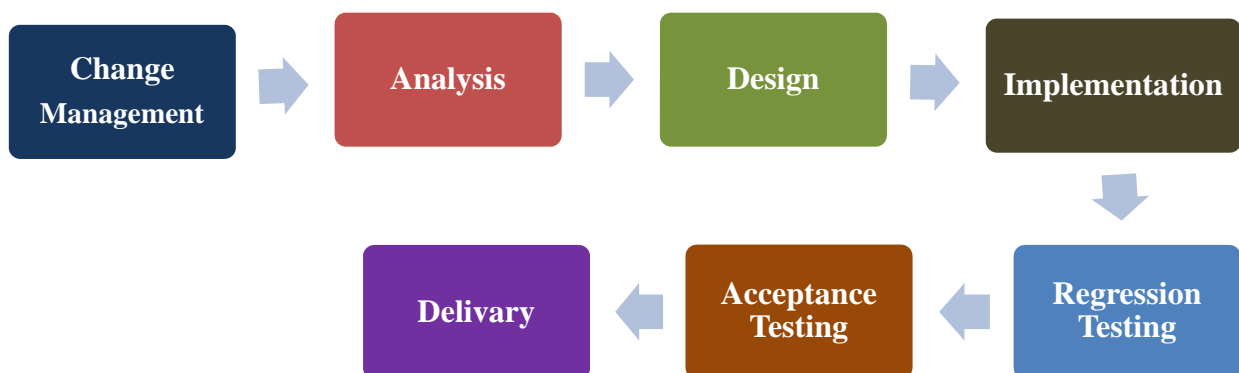 Change
Management
Analysis
Design
Implementation
Regression
Testing
Acceptance
Testing
Delivary